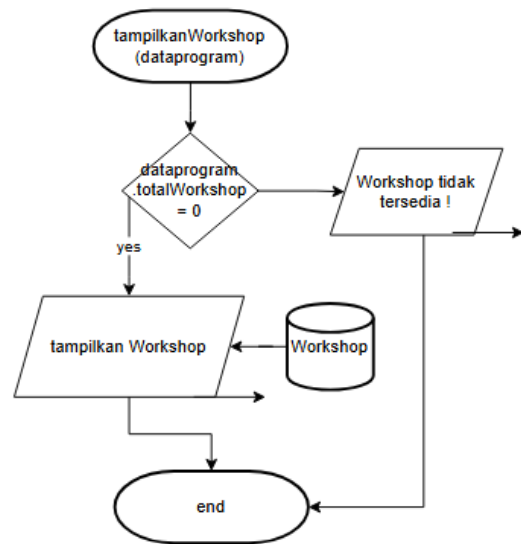 tampilkanWorkshop
(dataprogram)
dataprogram
.totalWorkshop
= 0
Workshop tidak
tersedia !
yes
tampilkan Workshop
Workshop
end